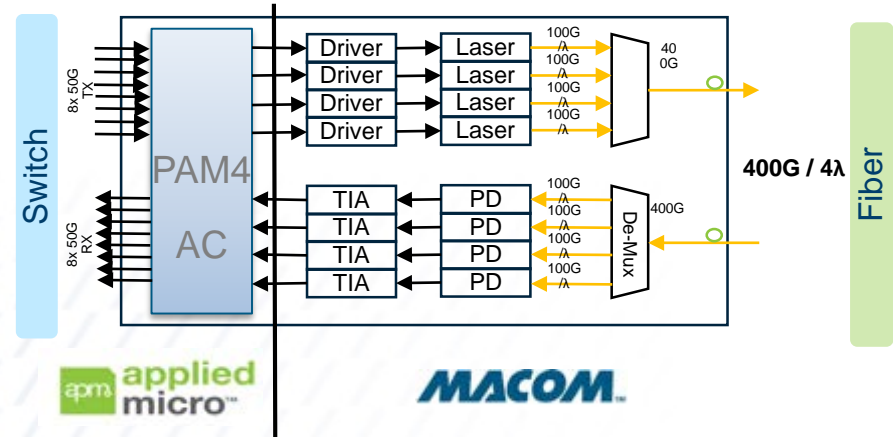 Switch
8x 50G
TX
PAM4
AC
8x 50G
RX
Driver
Driver
Driver
Driver
Laser
Laser
Laser
Laser
100G
/λ
100G
/λ
100G
/λ
100G
/λ
40
0G
TIA
TIA
TIA
TIA
PD
PD
PD
PD
100G
/λ
100G
/λ
100G
/λ
100G
/λ
De-Mux
400G
400G / 4λ
Fiber
apm
applied
micro™
MACOM™